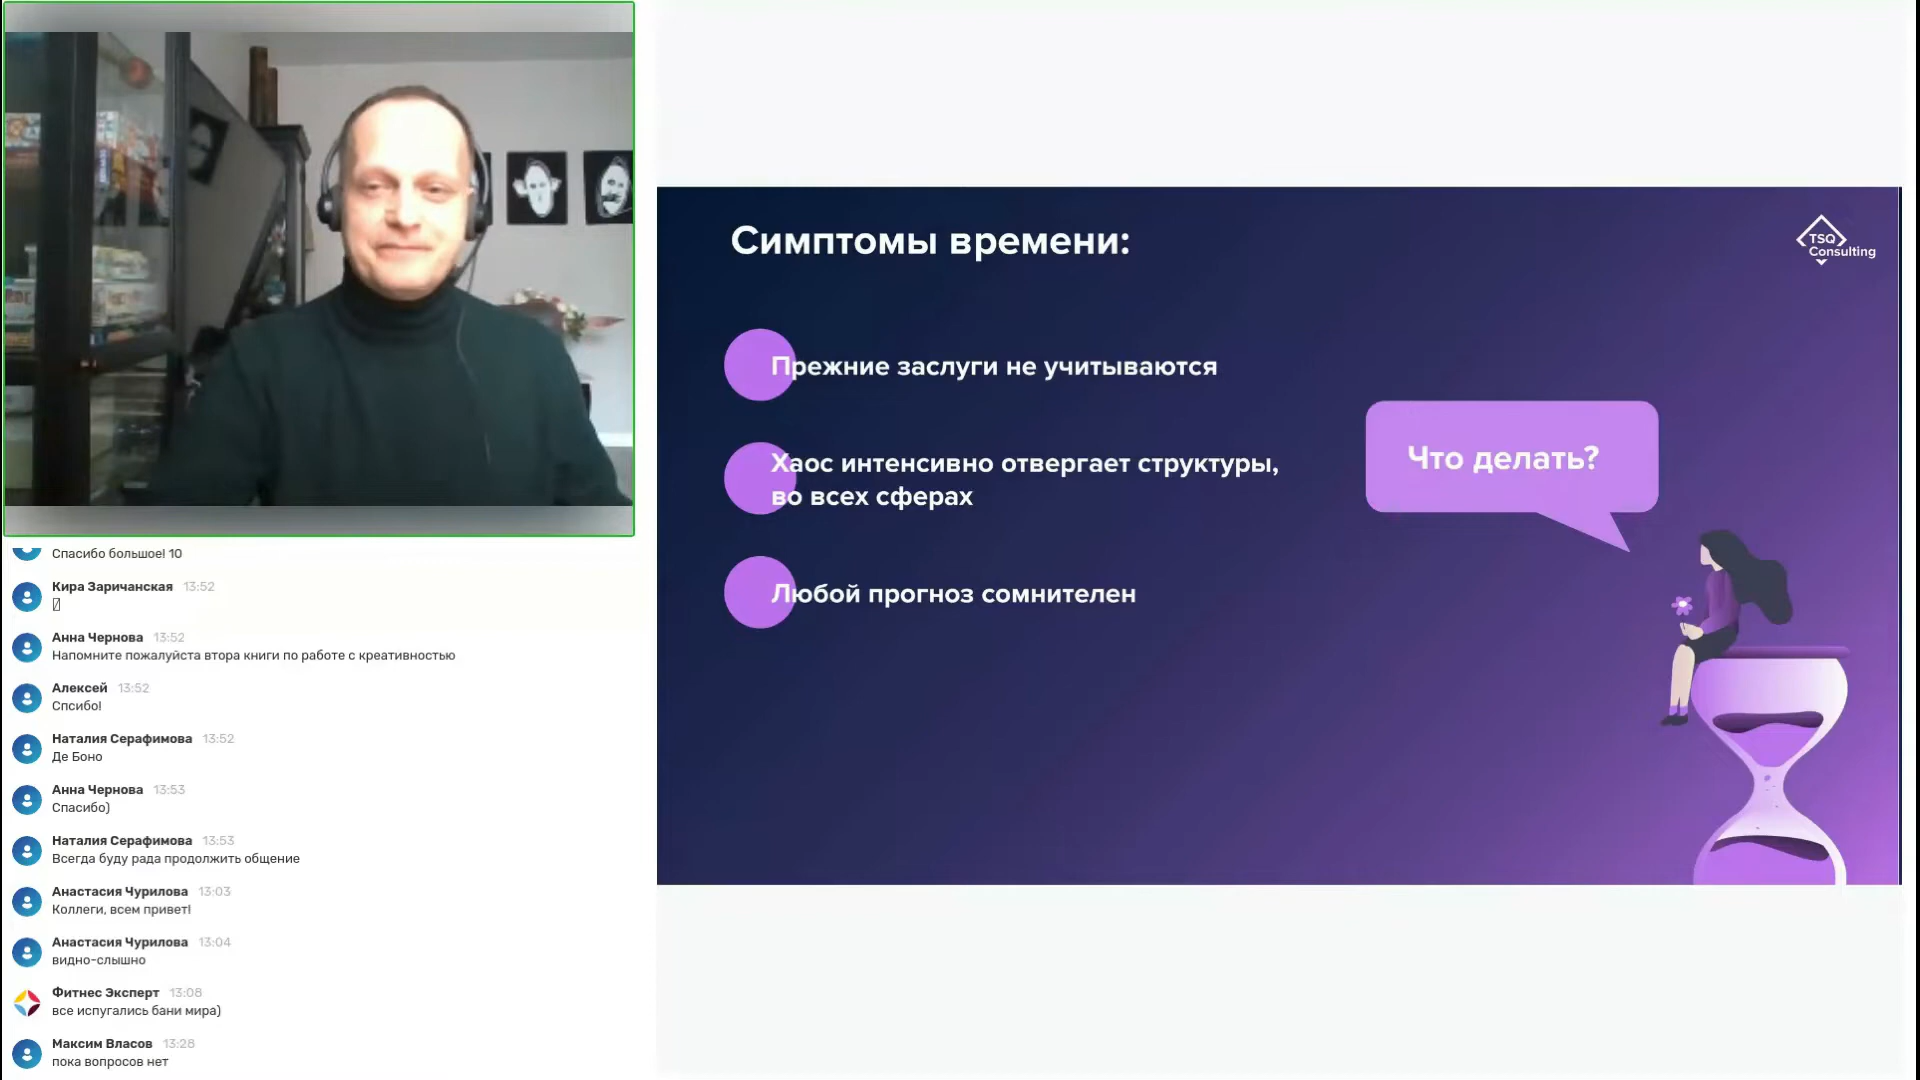 Спасибо большое! 10
Кира Заричанская 13:52
Анна Чернова 13:52
Напомните пожалуйста втора книги по работе с креативностью
Алексей 13:52
Спсибо!
Наталия Серафимова 13:52
Де Боно
Анна Чернова 13:53
Спасибо)
Наталия Серафимова 13:53
Всегда буду рада продолжить общение
Анастасия Чурилова 13:03
Коллеги, всем привет!
Анастасия Чурилова 13:04
видно-слышно
Фитнес Эксперт 13:08
все испугались бани мира)
Максим Власов 13:28
пока вопросов нет
Симптомы времени:
TSQ
Consulting
Прежние заслуги не учитываются
Хаос интенсивно отвергает структуры,
во всех сферах
Любой прогноз сомнителен
Что делать?